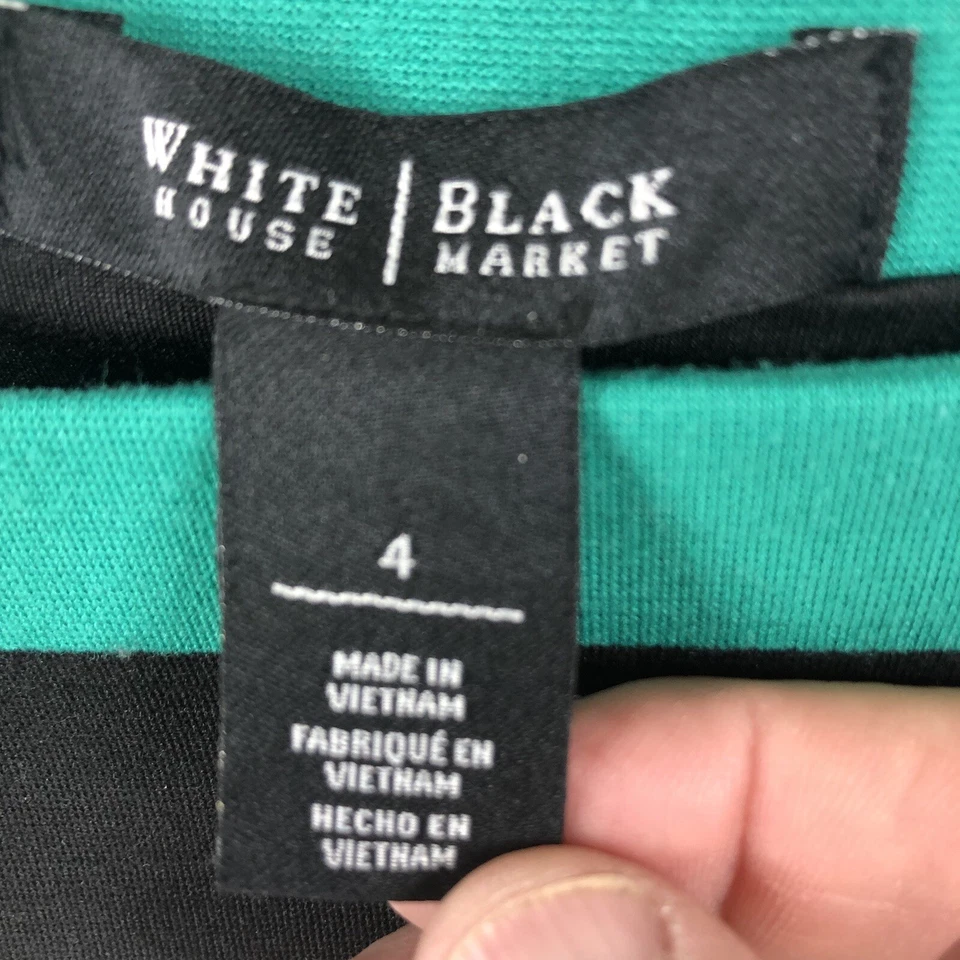 WHITE | BLACK
HOUSE | MARKET
4
MADE IN
VIETNAM
FABRIQUÉ EN
VIETNAM
HECHO EN
VIETNAM